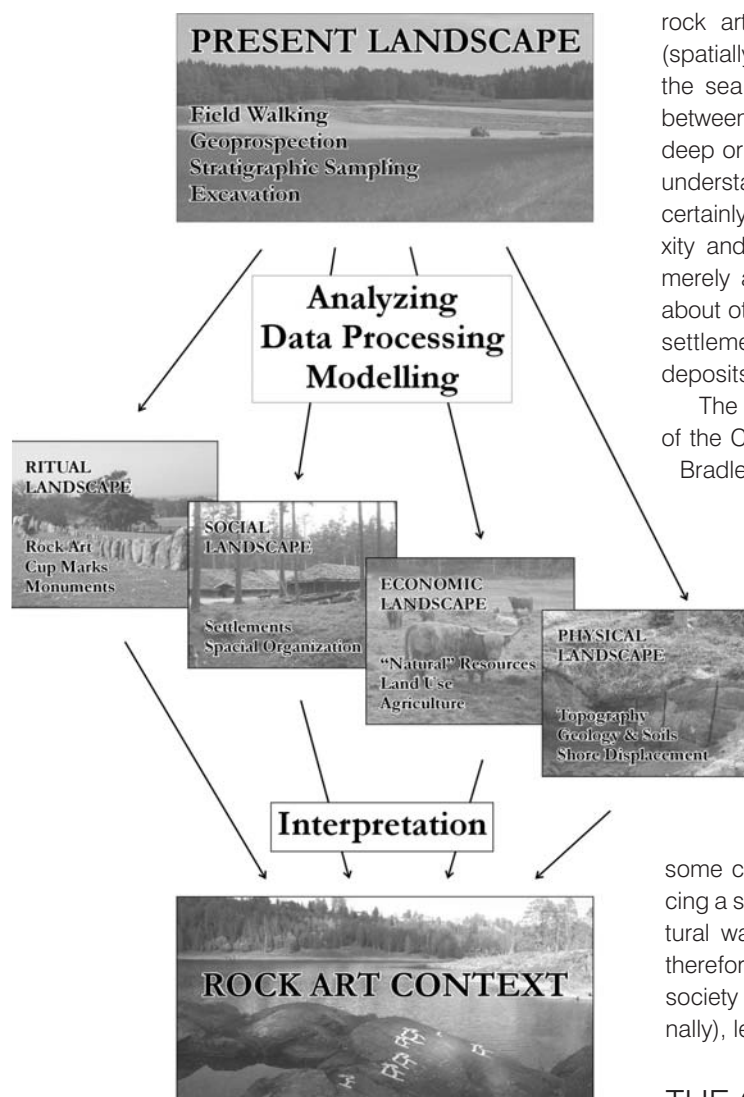 PRESENT LANDSCAPE
Field Walking
Geoprospection
Stratigraphic Sampling
Excavation
Analyzing
Data Processing
Modelling
RITUAL
LANDSCAPE
Rock Art
Cup Marks
Monuments
SOCIAL
LANDSCAPE
Settlements
Spacial Organization
ECONOMIC
LANDSCAPE
"Natural" Resources
Land Use
Agriculture
PHYSICAL
LANDSCAPE
Topography
Geology & Soils
Shore Displacement
Interpretation
ROCK ART CONTEXT
rock art
(spatially
the sea
between
deep or
understa
certainly
xity and
merely a
about ot
settleme
deposits
The
of the C
Bradle
some c
cing a s
tural wa
therefor
society
nally), le